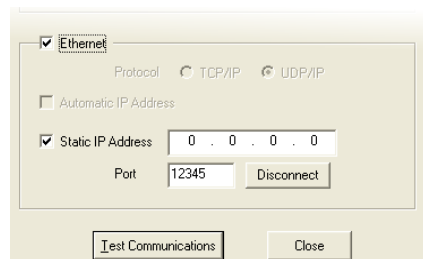 Ethernet
Protocol TCP/IP UDP/IP
Automatic IP Address
Static IP Address 0 . 0 . 0 . 0
Port 12345 Disconnect
Test Communications Close